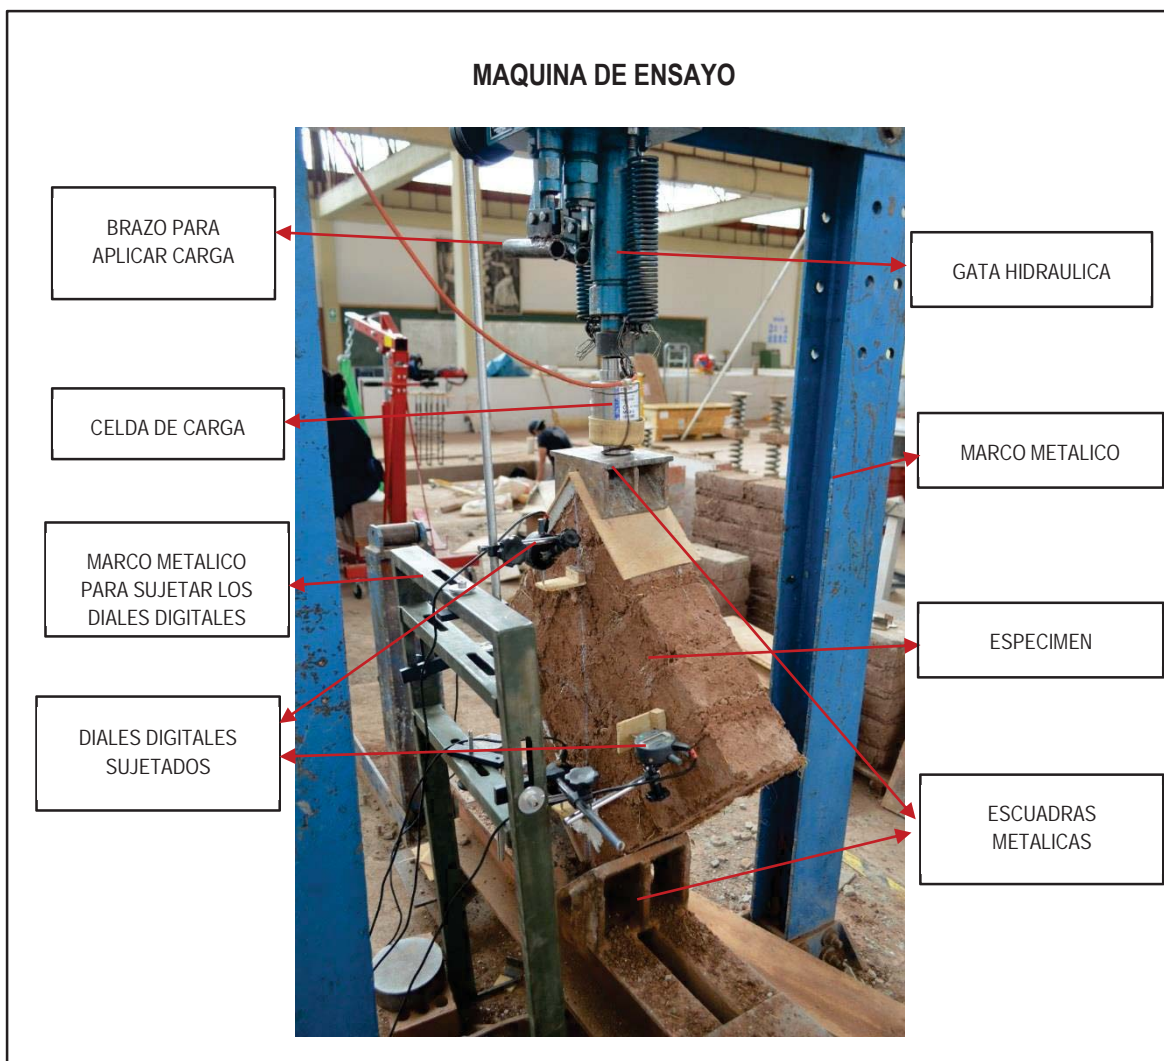 MAQUINA DE ENSAYO
BRAZO PARA
APLICAR CARGA
GATA HIDRAULICA
CELDA DE CARGA
MARCO METALICO
MARCO METALICO
PARA SUJETAR LOS
DIALES DIGITALES
ESPECIMEN
DIALES DIGITALES
SUJETADOS
ESCUADRAS
METALICAS